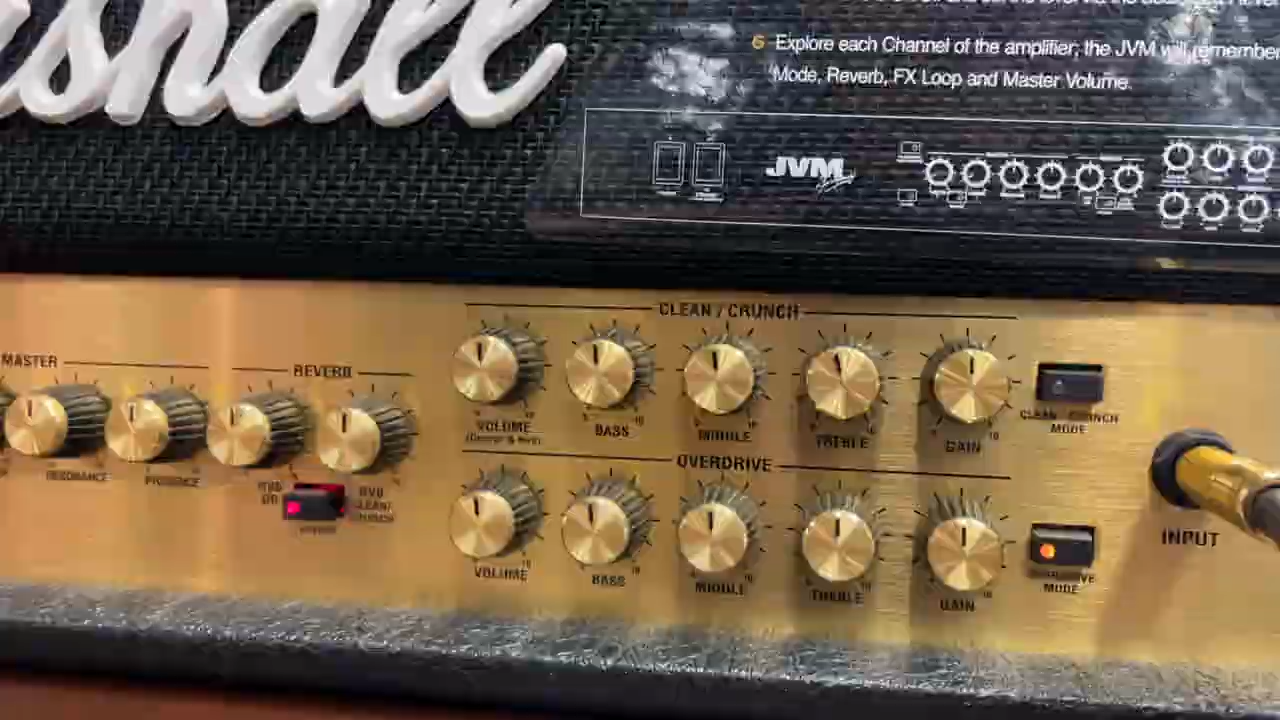 shall
6 Explore each Channel of the amplifier; the JVM will remember
Mode, Reverb, FX Loop and Master Volume.
JVM
CLEAN / CRUNCH
MASTER
REVERB
VOLUME
BASS
MIDDLE
TREBLE
GAIN
CLEAN / CRUNCH
MODE
RESONANCE
PRESENCE
OVERDRIVE
VOLUME
BASS
MIDDLE
TREBLE
GAIN
MODE
INPUT